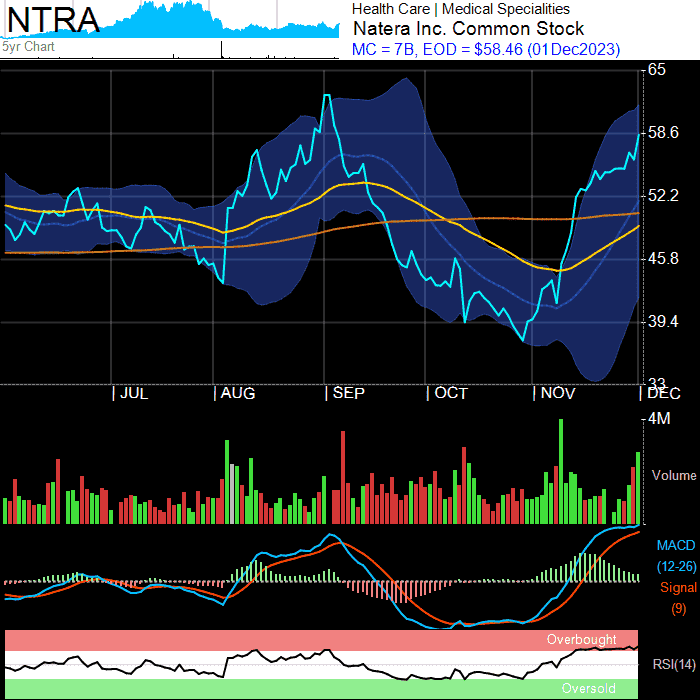 NTRA
5yr Chart
Health Care | Medical Specialities
Natera Inc. Common Stock
MC = 7B, EOD = $58.46 (01Dec2023)
65
58.6
52.2
45.8
39.4
33
JUL AUG SEP OCT NOV DEC
4M
Volume
MACD
(12-26)
Signal
(9)
Overbought
RSI(14)
Oversold